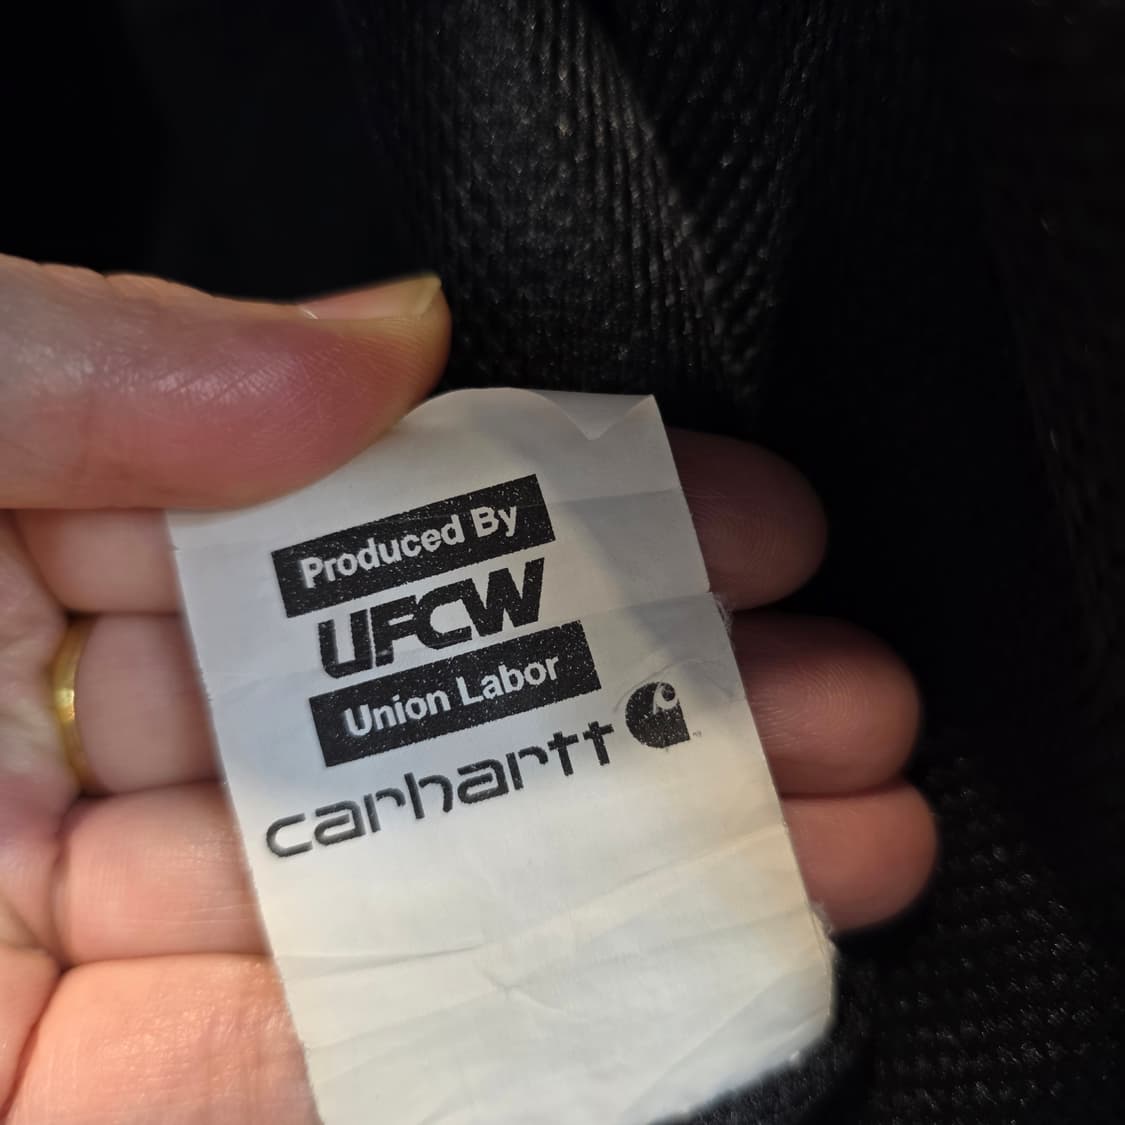 Produced By
UFCW
Union Labor
carhartt